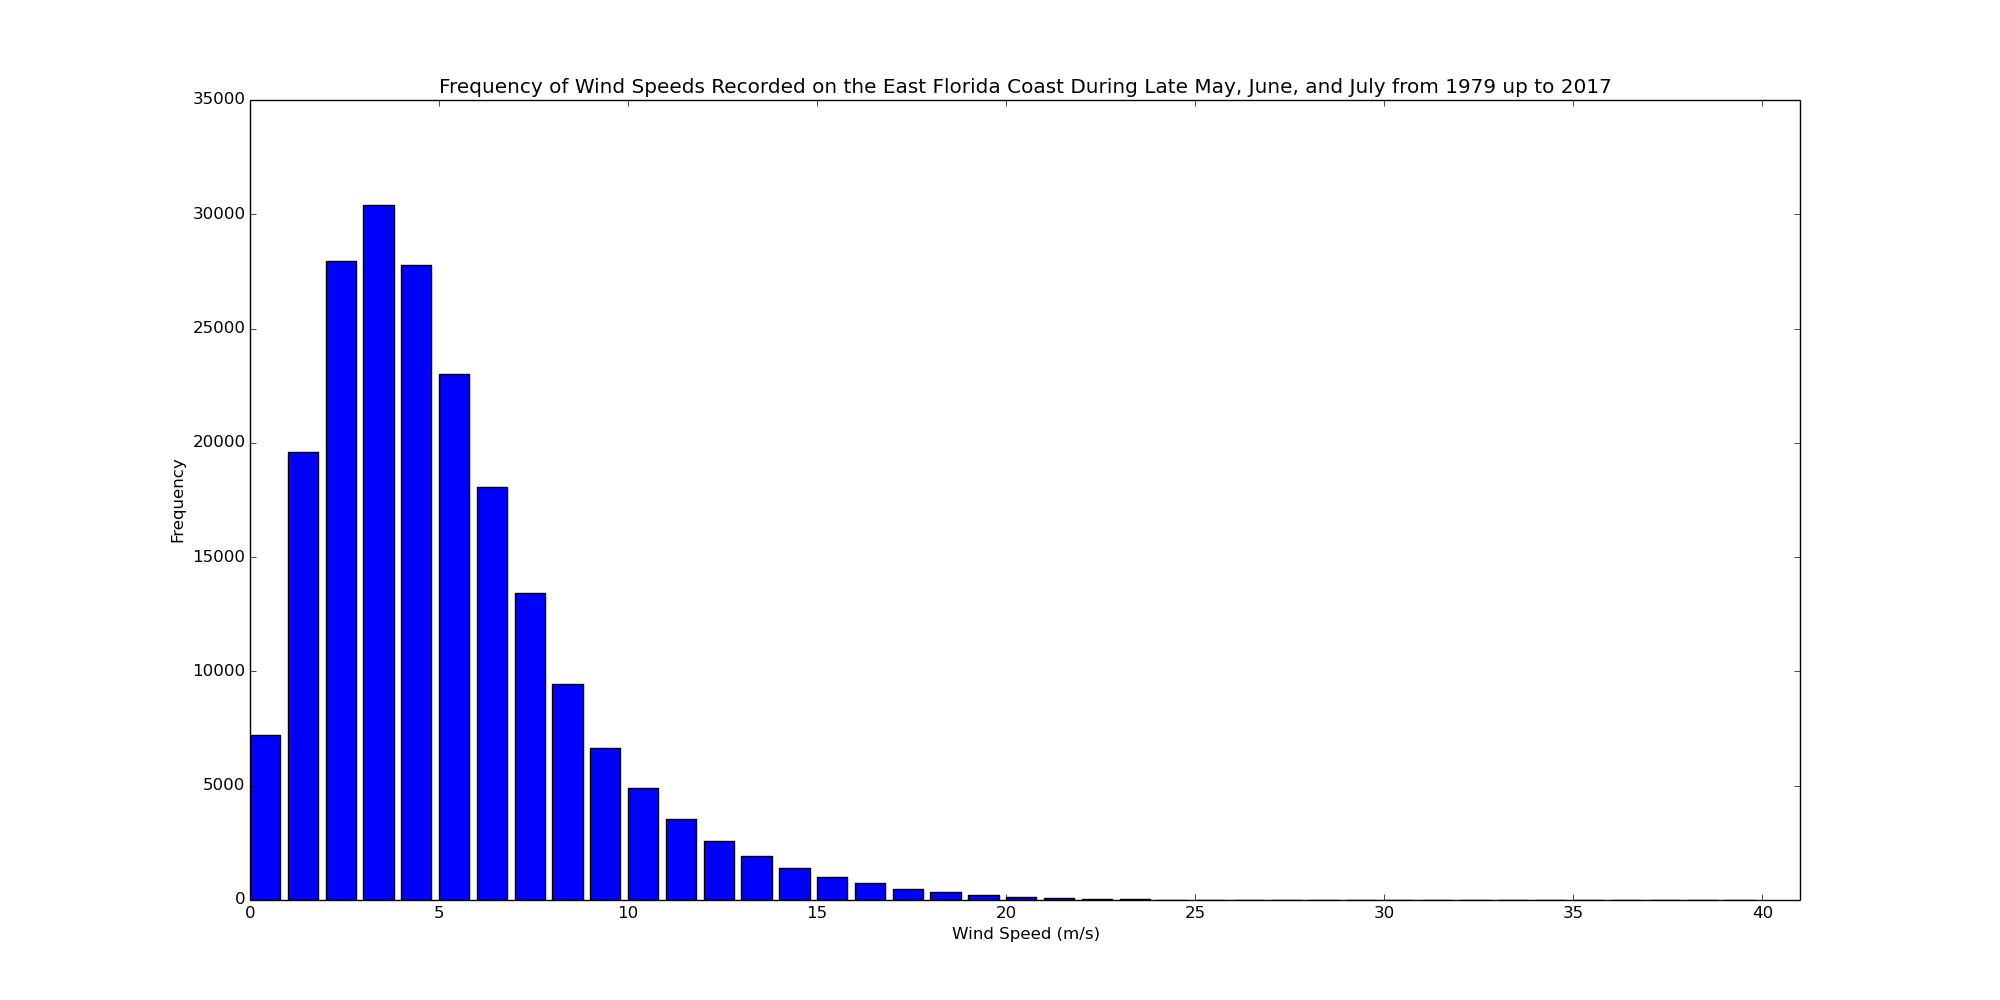 Frequency of Wind Speeds Recorded on the East Florida Coast During Late May, June, and July from 1979 up to 2017
35000
30000
25000
20000
15000
10000
5000
0
Frequency
0 5 10 15 20 25 30 35 40
Wind Speed (m/s)